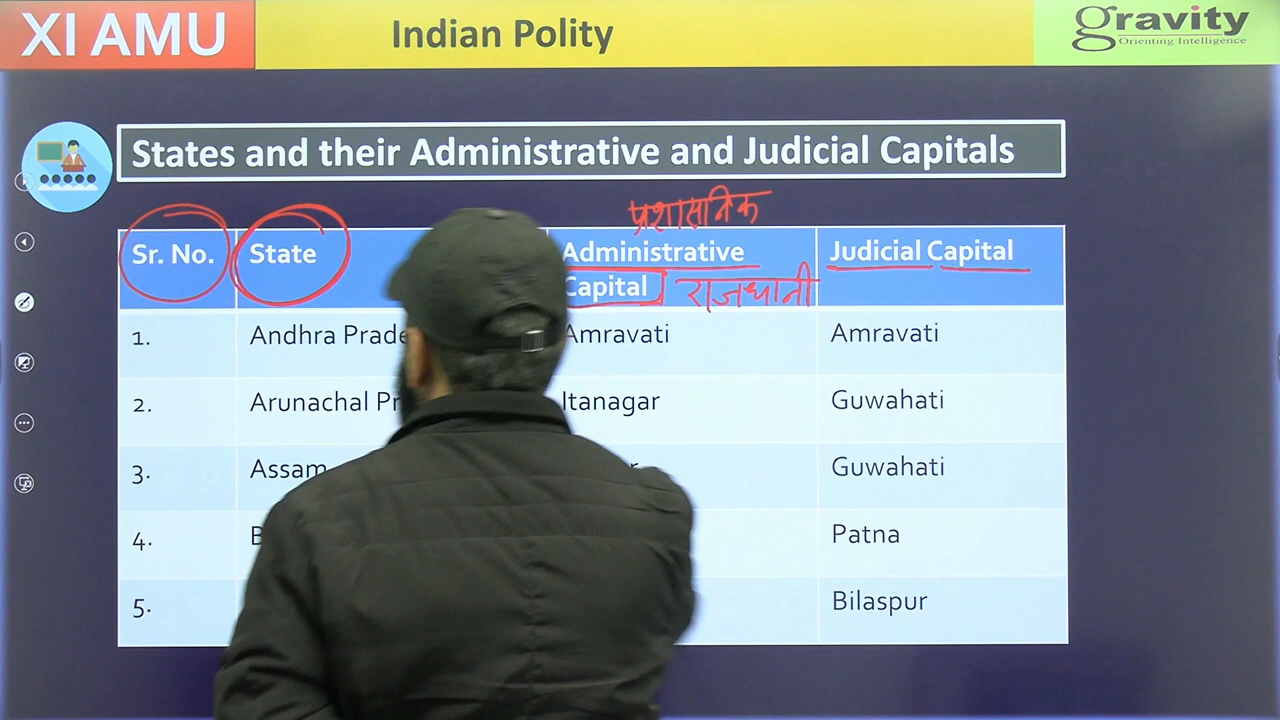 XI AMU
Indian Polity
gravity
Orienting Intelligence
States and their Administrative and Judicial Capitals
प्रशासनिक
Sr. No. State Administrative Capital राजधानी Judicial Capital
1. Andhra Prade Amravati Amravati
2. Arunachal Pr Itanagar Guwahati
3. Assam Guwahati
4. B Patna
5. Bilaspur